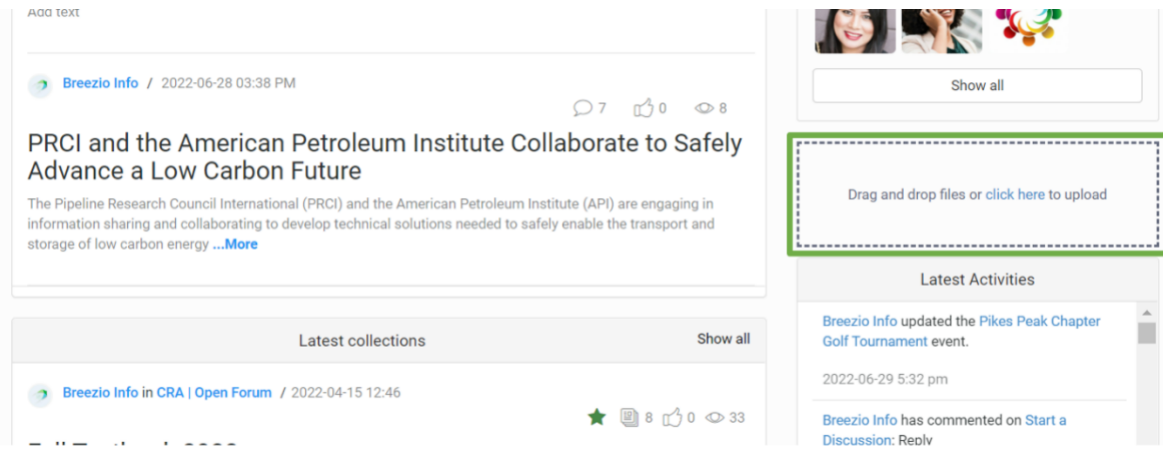 Add text
Breezio Info / 2022-06-28 03:38 PM
7 0 8
PRCI and the American Petroleum Institute Collaborate to Safely
Advance a Low Carbon Future
The Pipeline Research Council International (PRCI) and the American Petroleum Institute (API) are engaging in
information sharing and collaborating to develop technical solutions needed to safely enable the transport and
storage of low carbon energy ...More
Latest collections
Show all
Breezio Info in CRA | Open Forum / 2022-04-15 12:46
8 0 33
Show all
Drag and drop files or click here to upload
Latest Activities
Breezio Info updated the Pikes Peak Chapter
Golf Tournament event.
2022-06-29 5:32 pm
Breezio Info has commented on Start a
Discussion: Reply